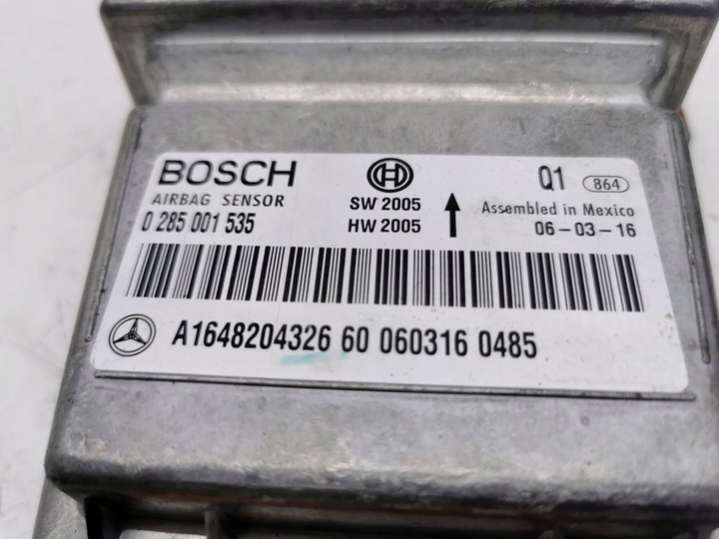 BOSCH
AIRBAG SENSOR
0 285 001 535
SW 2005
HW 2005
Q1 864
Assembled in Mexico
06-03-16
A1648204326 60 060316 0485